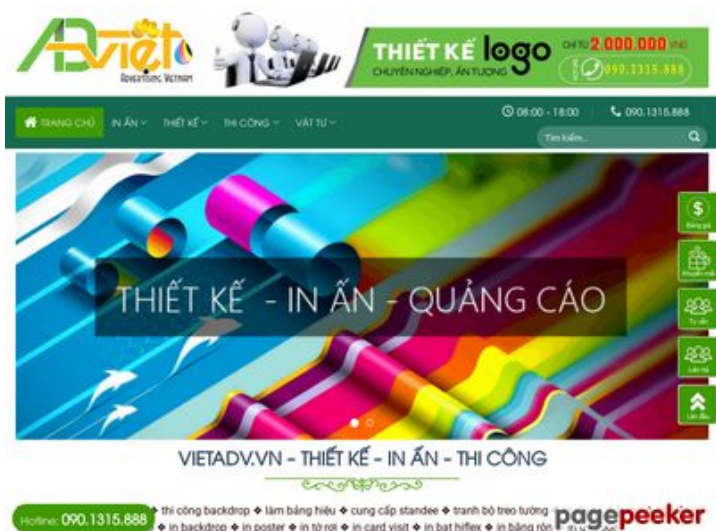 ADViệt
Advertising Vietnam
THIẾT KẾ logo
CHUYÊN NGHIỆP, ẤN TƯỢNG
CHỈ TỪ 2.000.000 VNĐ
090.1315.888
TRANG CHỦ IN ẤN THIẾT KẾ THI CÔNG VẬT TƯ
08:00 - 18:00 090.1315.888
Tìm kiếm...
THIẾT KẾ - IN ẤN - QUẢNG CÁO
Bảng giá
Khuyến mãi
Tư vấn
Liên hệ
Lên đầu
VIETADV.VN - THIẾT KẾ - IN ẤN - THI CÔNG
❖ thi công backdrop ❖ làm bảng hiệu ❖ cung cấp standee ❖ tranh bộ treo tường
Hotline: 090.1315.888
❖ in backdrop ❖ in poster ❖ in tờ rơi ❖ in card visit ❖ in bạt hiflex ❖ in băng rôn
pagepeeker